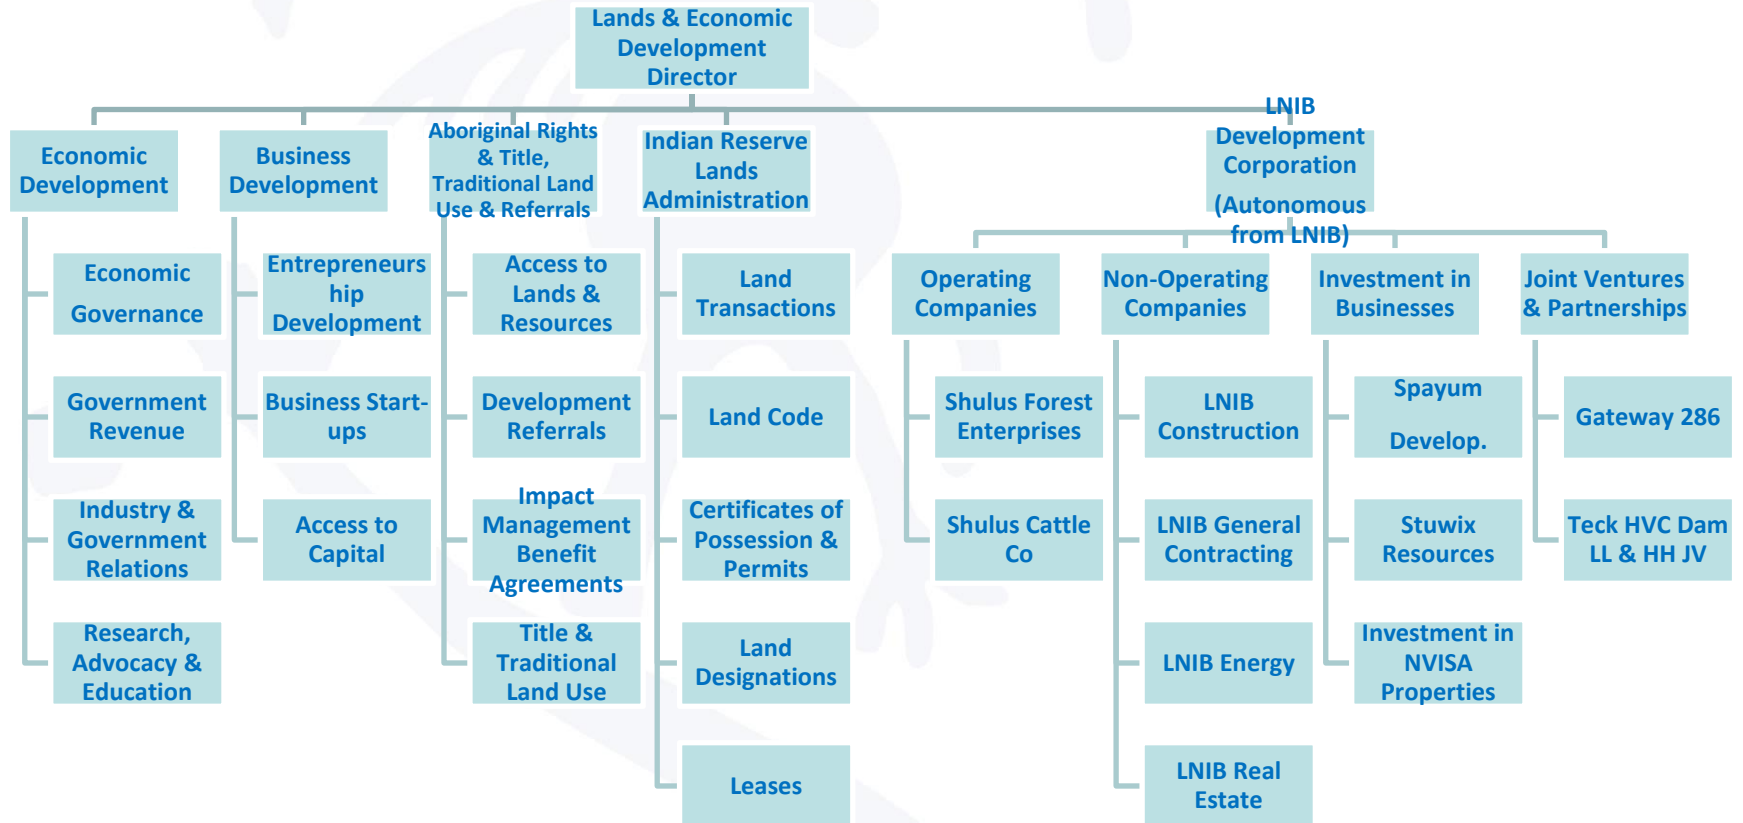 Lands & Economic
Development
Director
Economic
Development
Business
Development
Aboriginal Rights
& Title,
Traditional Land
Use & Referrals
Indian Reserve
Lands
Administration
LNIB
Development
Corporation
(Autonomous
from LNIB)
Economic
Governance
Government
Revenue
Industry &
Government
Relations
Research,
Advocacy &
Education
Entrepreneurs
hip
Development
Business Start-
ups
Access to
Capital
Access to
Lands &
Resources
Development
Referrals
Impact
Management
Benefit
Agreements
Title &
Traditional
Land Use
Land
Transactions
Land Code
Certificates of
Possession &
Permits
Land
Designations
Leases
Operating
Companies
Shulus Forest
Enterprises
Shulus Cattle
Co
Non-Operating
Companies
LNIB
Construction
LNIB General
Contracting
LNIB Energy
LNIB Real
Estate
Investment in
Businesses
Spayum
Develop.
Stuwix
Resources
Investment in
NVISA
Properties
Joint Ventures
& Partnerships
Gateway 286
Teck HVC Dam
LL & HH JV